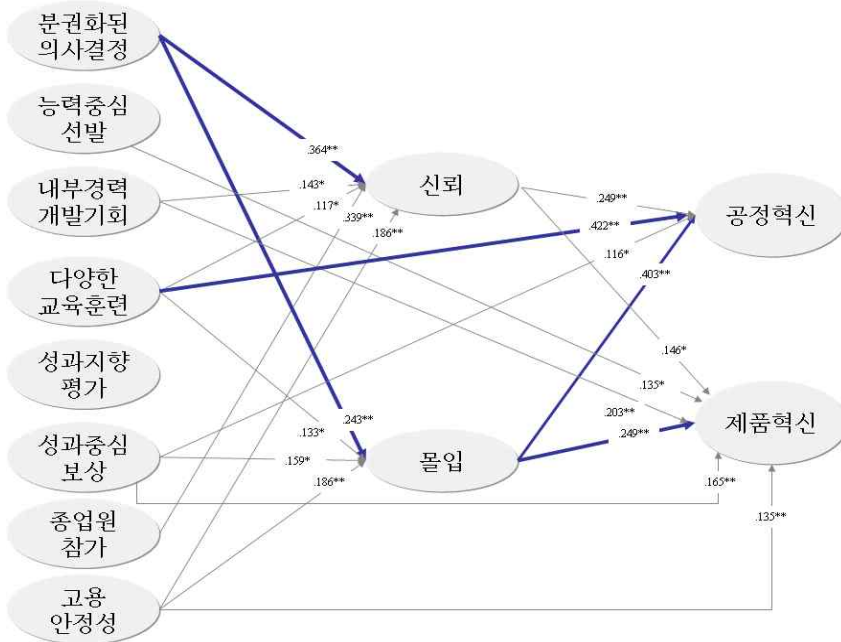 분권화된
의사결정
능력중심
선발
내부경력
개발기회
다양한
교육훈련
성과지향
평가
성과중심
보상
종업원
참가
고용
안정성
신뢰
몰입
공정혁신
제품혁신
.364**
.143*
.117*
.339**
.186**
.249**
.422**
.116*
.403**
.146*
.135*
.203**
.249**
.243**
.133*
.159*
.186**
.165**
.135**